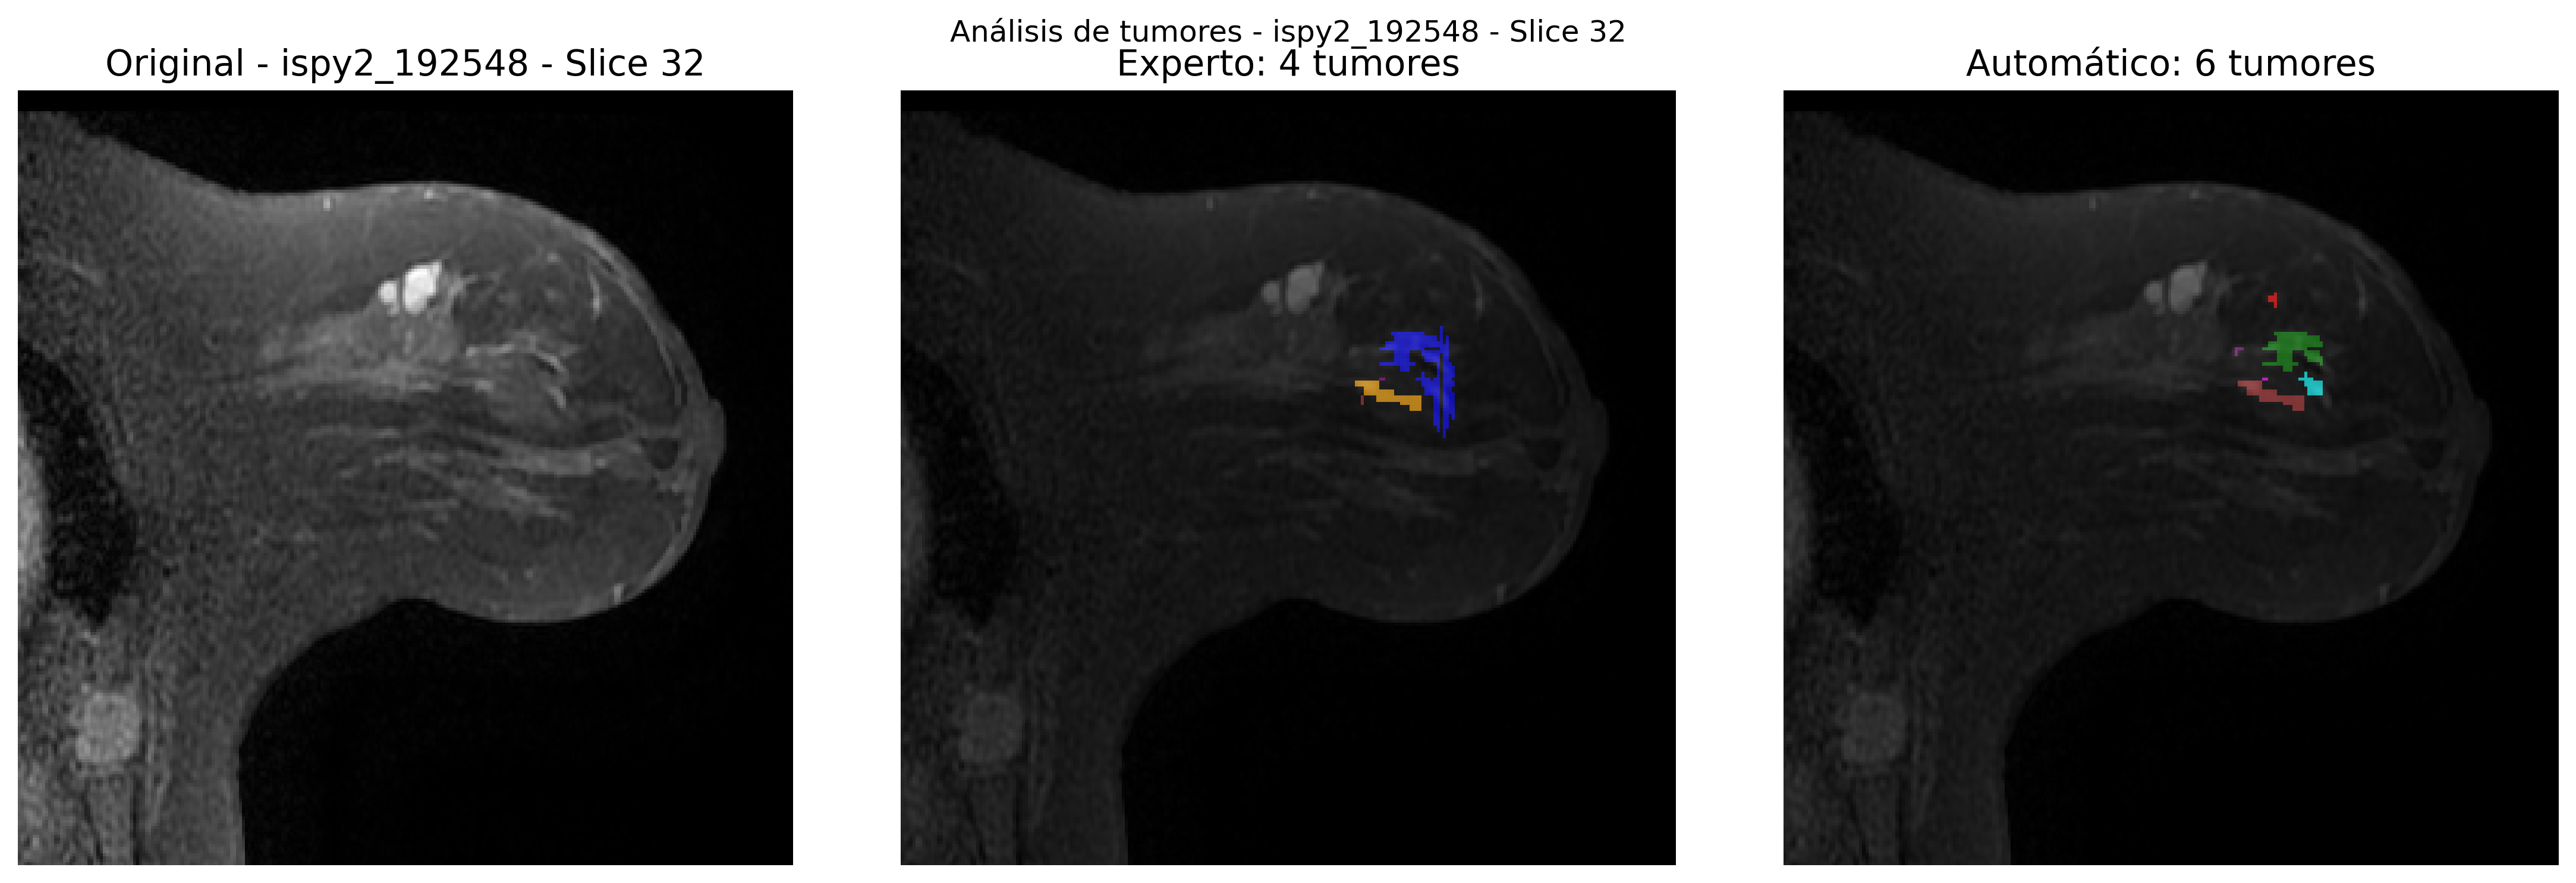 Análisis de tumores - ispy2_192548 - Slice 32
Original - ispy2_192548 - Slice 32
Experto: 4 tumores
Automático: 6 tumores